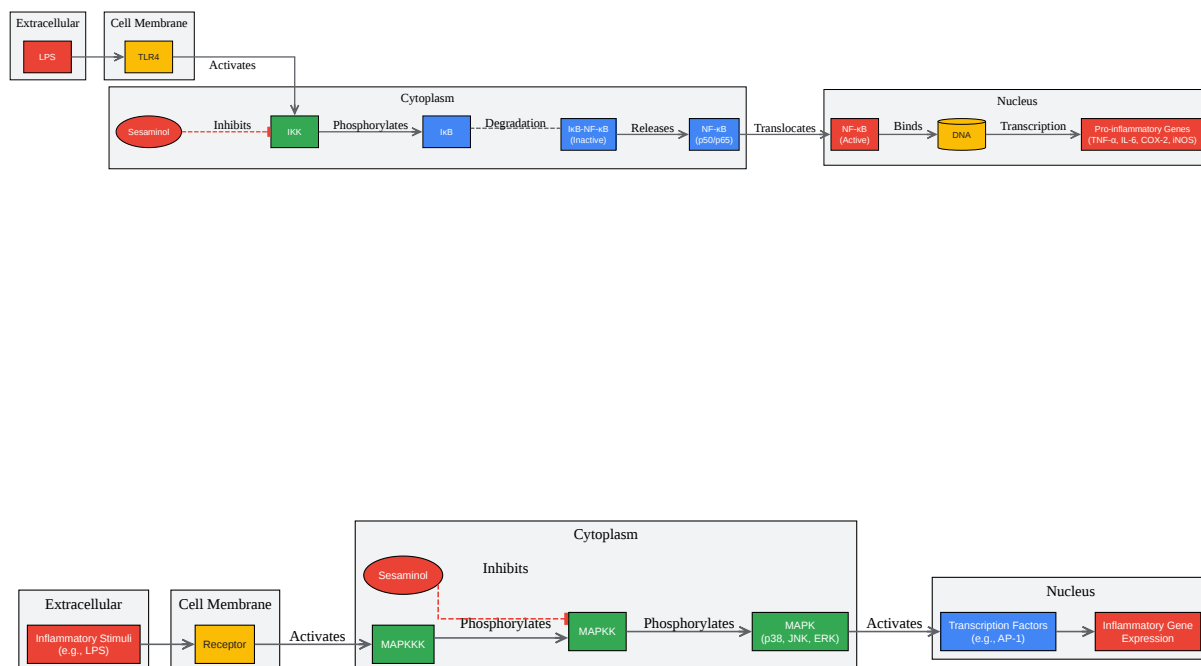 Extracellular
Cell Membrane
LPS
TLR4
Activates
Cytoplasm
Nucleus
Sesaminol
Inhibits
IKK
Phosphorylates
IκB
Degradation
IκB-NF-κB
(Inactive)
Releases
NF-κB
(p50/p65)
Translocates
NF-κB
(Active)
Binds
DNA
Transcription
Pro-inflammatory Genes
(TNF-α, IL-6, COX-2, iNOS)
Cytoplasm
Sesaminol
Inhibits
Extracellular
Cell Membrane
Nucleus
Inflammatory Stimuli
(e.g., LPS)
Receptor
Activates
MAPKKK
Phosphorylates
MAPKK
Phosphorylates
MAPK
(p38, JNK, ERK)
Activates
Transcription Factors
(e.g., AP-1)
Inflammatory Gene
Expression